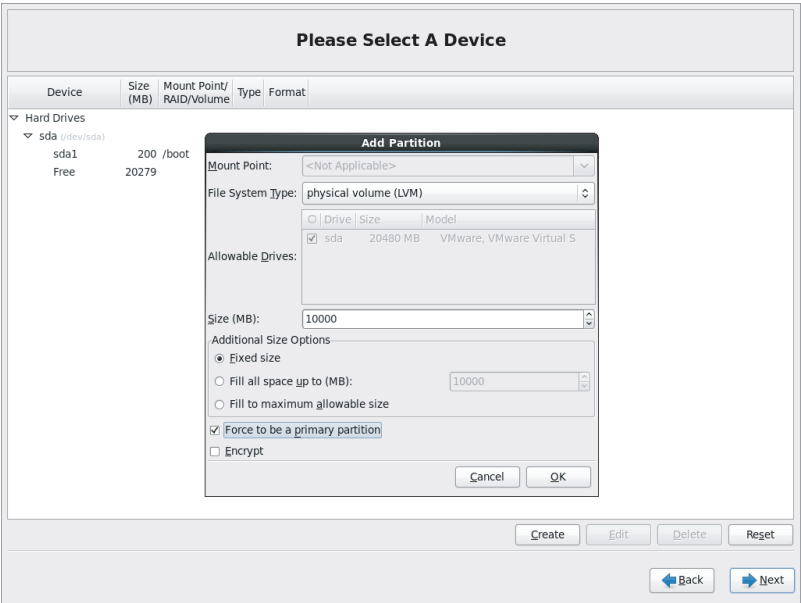 Please Select A Device
Device Size (MB) Mount Point/ RAID/Volume Type Format
Hard Drives
sda (/dev/sda)
sda1 200 /boot
Free 20279
Add Partition
Mount Point: <Not Applicable>
File System Type: physical volume (LVM)
Drive Size Model
sda 20480 MB VMware, VMware Virtual S
Allowable Drives:
Size (MB): 10000
Additional Size Options
Fixed size
Fill all space up to (MB): 10000
Fill to maximum allowable size
Force to be a primary partition
Encrypt
Cancel OK
Create Edit Delete Reset
Back Next